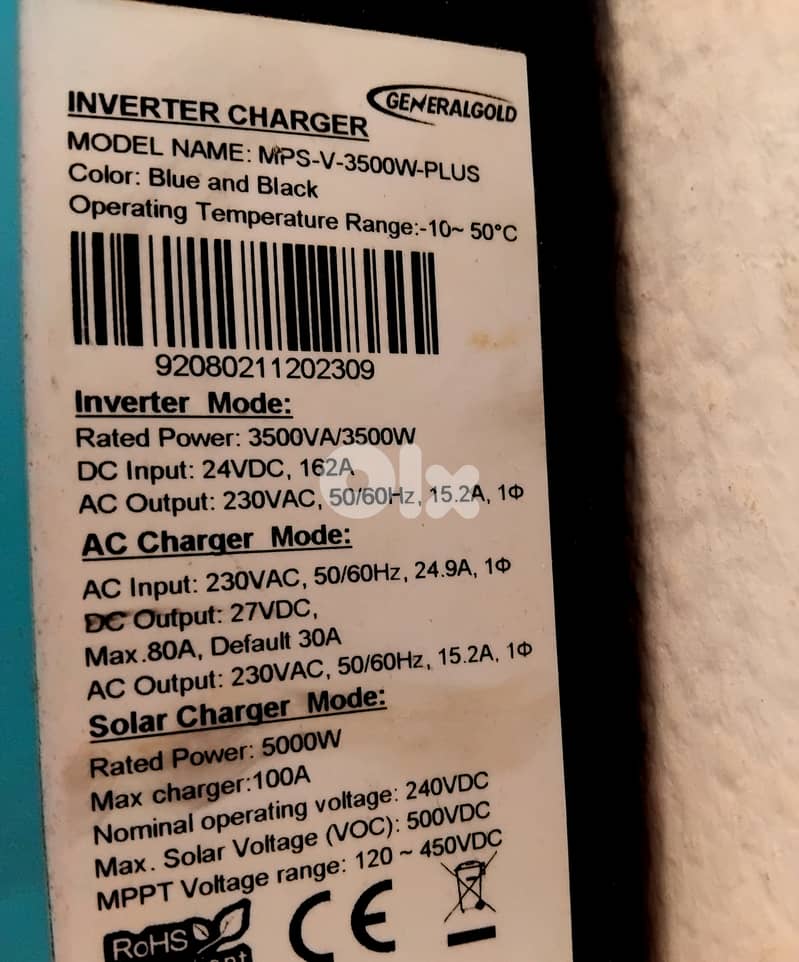 GENERALGOLD
INVERTER CHARGER
MODEL NAME: MPS-V-3500W-PLUS
Color: Blue and Black
Operating Temperature Range:-10~ 50°C
92080211202309
Inverter Mode:
Rated Power: 3500VA/3500W
DC Input: 24VDC, 162A
AC Output: 230VAC, 50/60Hz, 15.2A, 1Φ
olx
AC Charger Mode:
AC Input: 230VAC, 50/60Hz, 24.9A, 1Φ
DC Output: 27VDC,
Max.80A, Default 30A
AC Output: 230VAC, 50/60Hz, 15.2A, 1Φ
Solar Charger Mode:
Rated Power: 5000W
Max charger:100A
Nominal operating voltage: 240VDC
Max. Solar Voltage (VOC): 500VDC
MPPT Voltage range: 120 ~ 450VDC
RoHS
CE